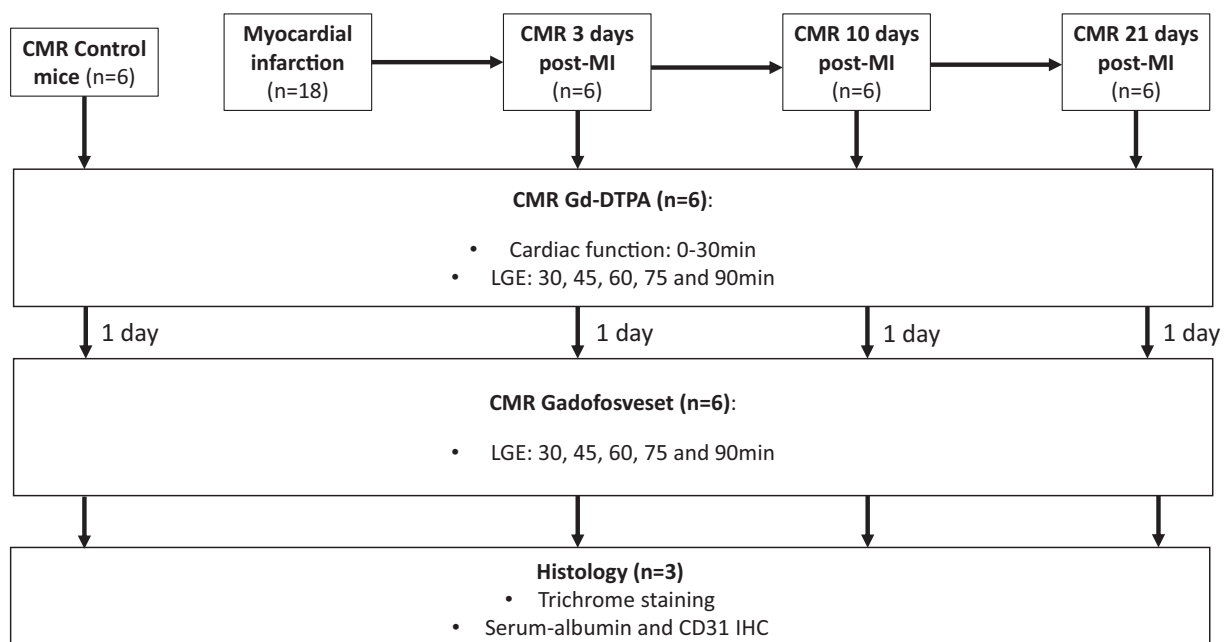 CMR Control
mice (n=6)
Myocardial
infarction
(n=18)
CMR 3 days
post-MI
(n=6)
CMR 10 days
post-MI
(n=6)
CMR 21 days
post-MI
(n=6)
CMR Gd-DTPA (n=6):
• Cardiac function: 0-30min
• LGE: 30, 45, 60, 75 and 90min
1 day
1 day
1 day
1 day
CMR Gadofosveset (n=6):
• LGE: 30, 45, 60, 75 and 90min
Histology (n=3)
• Trichrome staining
• Serum-albumin and CD31 IHC